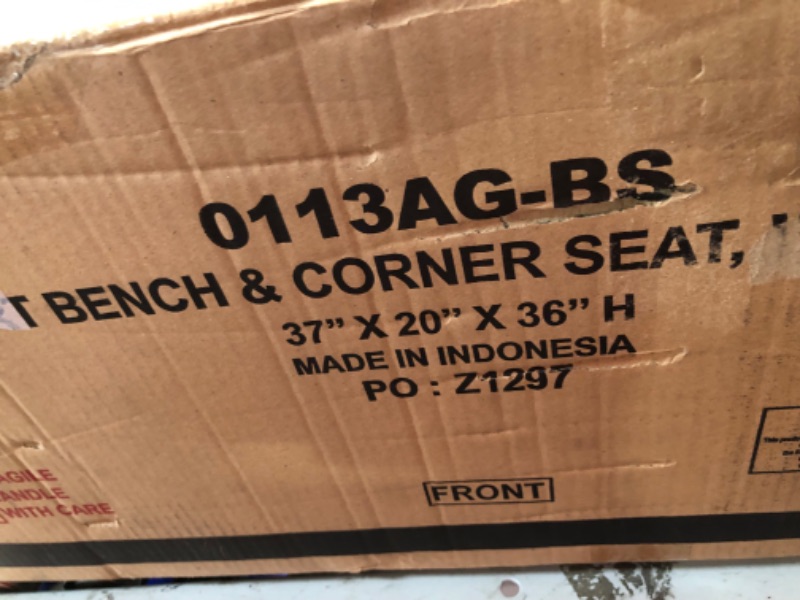 0113AG-BS
T BENCH & CORNER SEAT,
37" X 20" X 36" H
MADE IN INDONESIA
PO : Z1297
AGILE
ANDLE
WITH CARE
FRONT